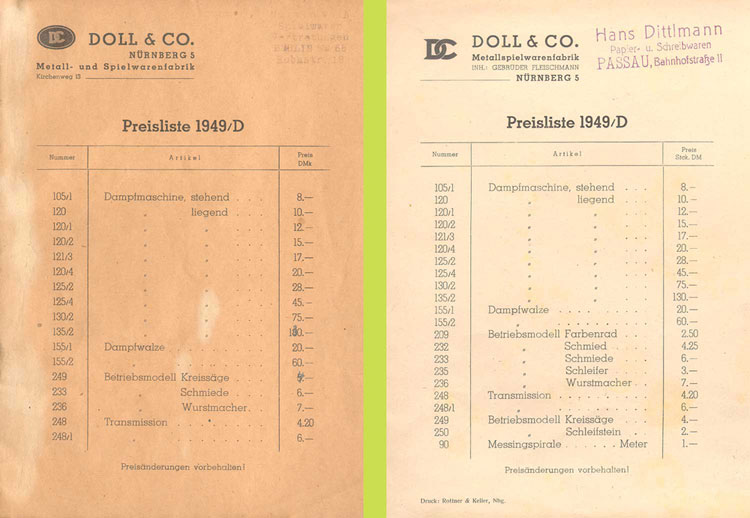 DC
DOLL & CO.
NÜRNBERG 5
Metall- und Spielwarenfabrik
Kirchenweg 13
BERLIN SW
Preisliste 1949/D
Nummer Artikel Preis DMk
105/1 Dampfmaschine, stehend . . . 8.—
120 „ liegend . . . 10.—
120/1 „ „ . . . 12.—
120/2 „ „ . . . 15.—
121/3 „ „ . . . 17.—
120/4 „ „ . . . 20.—
125/2 „ „ . . . 28.—
125/4 „ „ . . . 45.—
130/2 „ „ . . . 75.—
135/2 „ „ . . .
155/1 Dampfwalze . . . 20.—
155/2 „ . . . 60.—
249 Betriebsmodell Kreissäge . . .
233 „ Schmiede . . 6.—
236 „ Wurstmacher. . 7.—
248 Transmission . . . 4.20
248/1 „ . . . 6.—
Preisänderungen vorbehalten!
DC
DOLL & CO.
Metallspielwarenfabrik
INH.: GEBRÜDER FLEISCHMANN
NÜRNBERG 5
Hans Dittlmann
Papier- u. Schreibwaren
PASSAU, Bahnhofstraße 11
Preisliste 1949/D
Nummer Artikel Preis Stck. DM
105/1 Dampfmaschine, stehend . . . 8.—
120 „ liegend . . . 10.—
120/1 „ „ . . . 12.—
120/2 „ „ . . . 15.—
121/3 „ „ . . . 17.—
120/4 „ „ . . . 20.—
125/2 „ „ . . . 28.—
125/4 „ „ . . . 45.—
130/2 „ „ . . . 75.—
135/2 „ „ . . . 130.—
155/1 Dampfwalze . . . 20.—
155/2 „ . . . 60.—
209 Betriebsmodell Farbenrad . . . 2.50
232 „ Schmied . . . 4.25
233 „ Schmiede . . . 6.—
235 „ Schleifer . . . 3.—
236 „ Wurstmacher . . 7.—
248 Transmission . . . 4.20
248/1 „ . . . 6.—
249 Betriebsmodell Kreissäge . . . 4.—
250 „ Schleifstein . . 2.—
90 Messingspirale . . . Meter 1.—
Preisänderungen vorbehalten!
Druck: Rottner & Keller, Nbg.